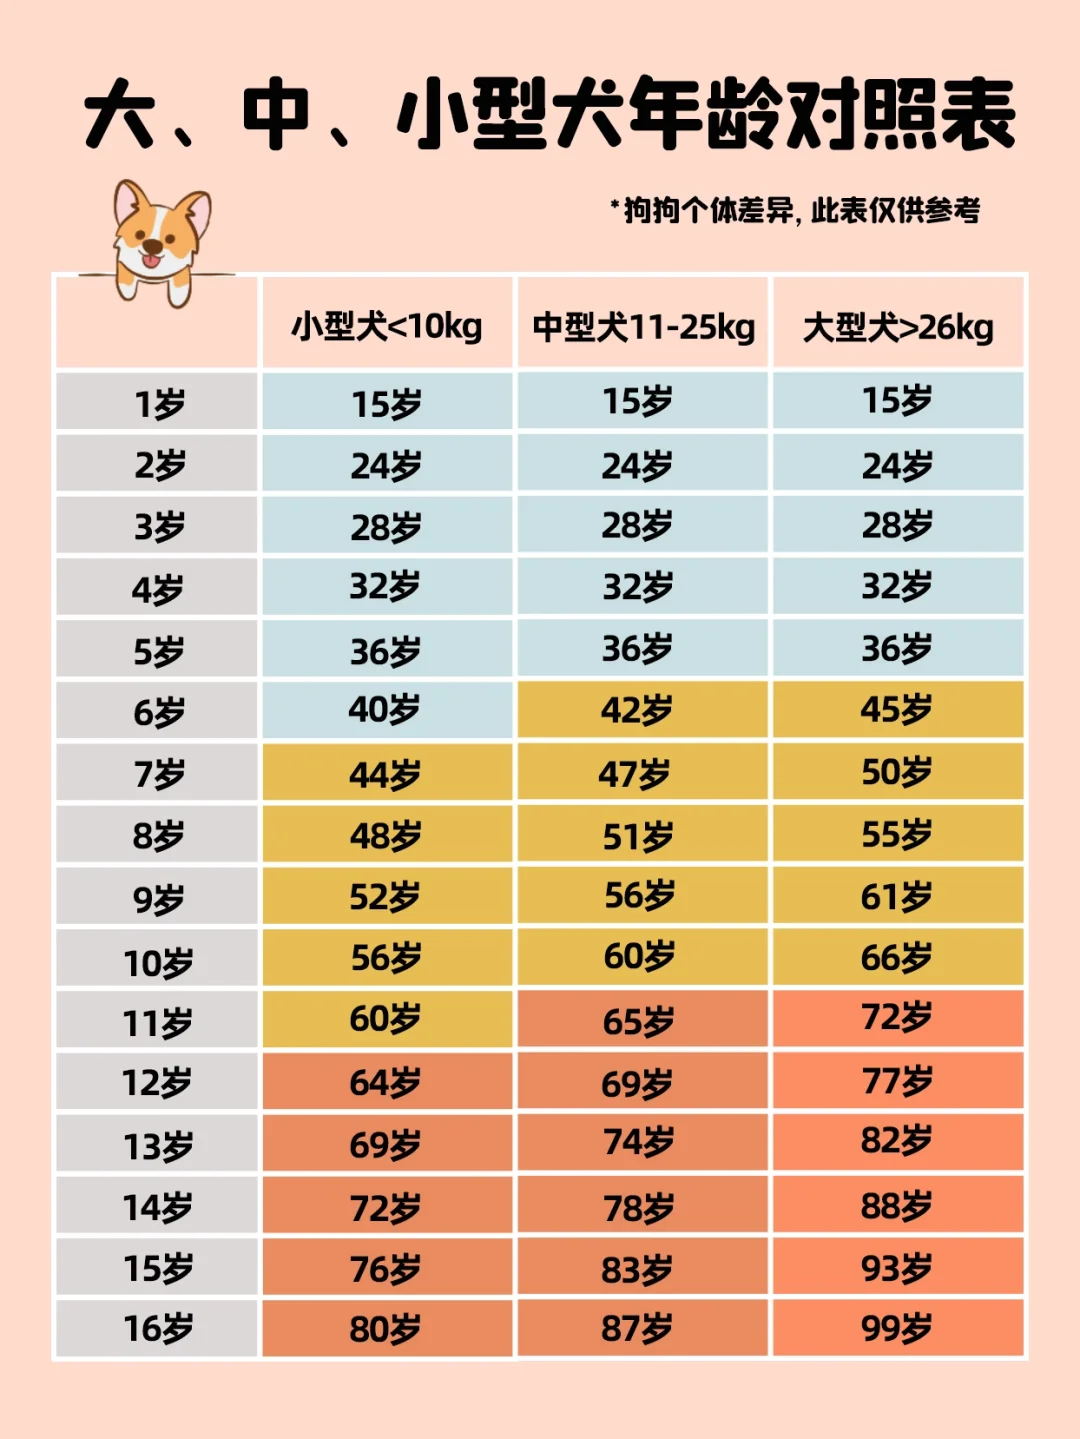 大、中、小型犬年龄对照表
*狗狗个体差异, 此表仅供参考
小型犬<10kg 中型犬11-25kg 大型犬>26kg
1岁 15岁 15岁 15岁
2岁 24岁 24岁 24岁
3岁 28岁 28岁 28岁
4岁 32岁 32岁 32岁
5岁 36岁 36岁 36岁
6岁 40岁 42岁 45岁
7岁 44岁 47岁 50岁
8岁 48岁 51岁 55岁
9岁 52岁 56岁 61岁
10岁 56岁 60岁 66岁
11岁 60岁 65岁 72岁
12岁 64岁 69岁 77岁
13岁 69岁 74岁 82岁
14岁 72岁 78岁 88岁
15岁 76岁 83岁 93岁
16岁 80岁 87岁 99岁